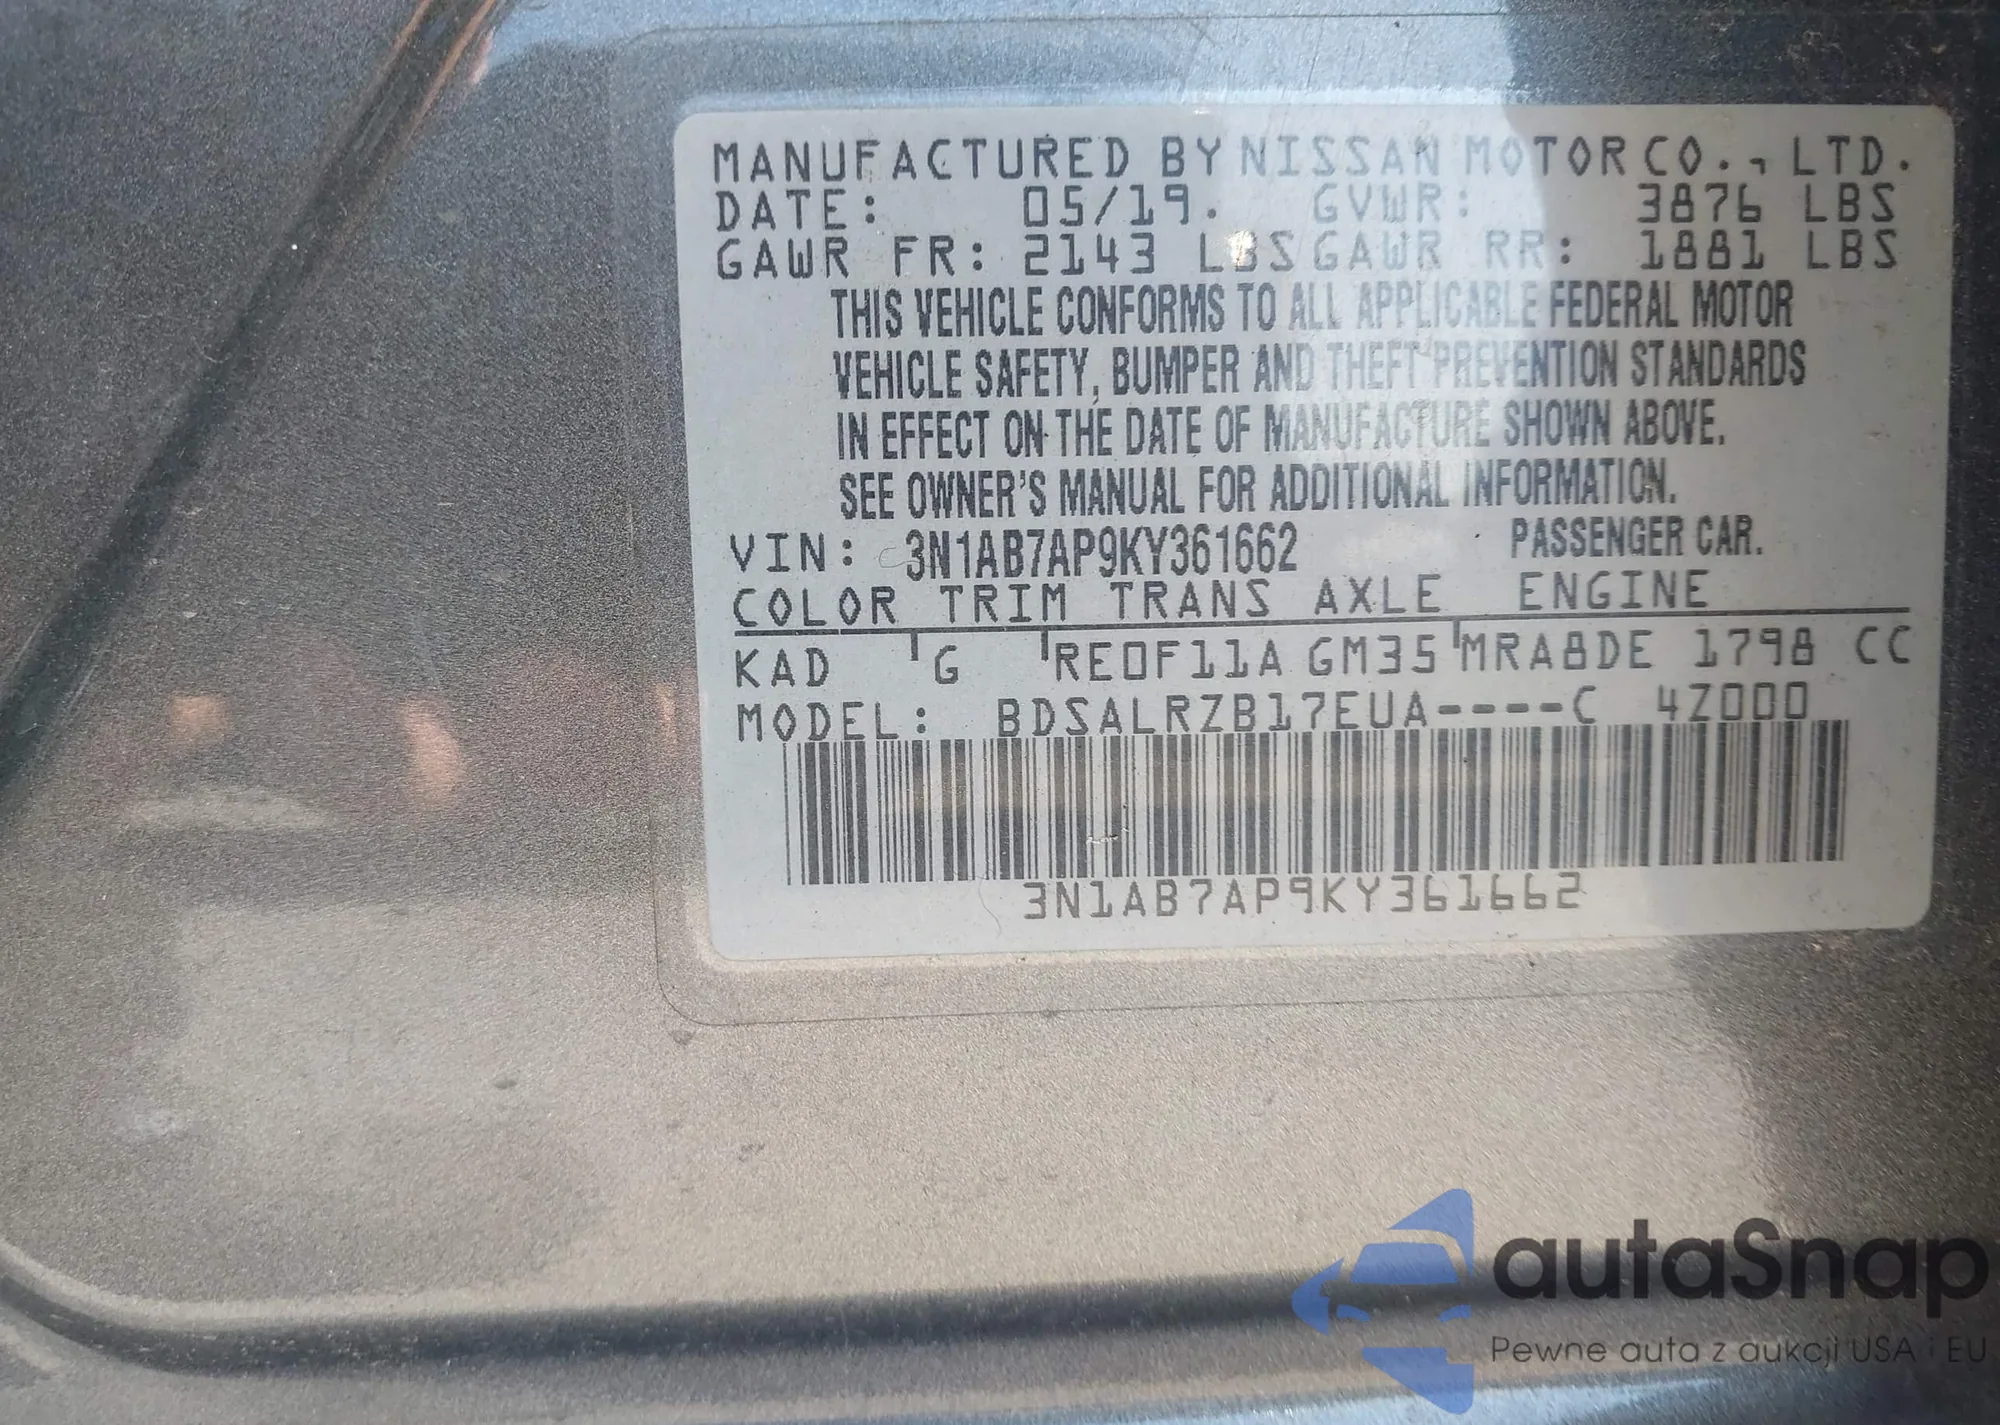 MANUFACTURED BY NISSAN MOTOR CO., LTD.
DATE: 05/19. GVWR: 3876 LBS
GAWR FR: 2143 LBS GAWR RR: 1881 LBS
THIS VEHICLE CONFORMS TO ALL APPLICABLE FEDERAL MOTOR
VEHICLE SAFETY, BUMPER AND THEFT PREVENTION STANDARDS
IN EFFECT ON THE DATE OF MANUFACTURE SHOWN ABOVE.
SEE OWNER'S MANUAL FOR ADDITIONAL INFORMATION.
VIN: 3N1AB7AP9KY361662 PASSENGER CAR.
COLOR TRIM TRANS AXLE ENGINE
KAD G RE0F11A GM35 MRA8DE 1798 CC
MODEL: BDSALRZB17EUA----C 4Z000
3N1AB7AP9KY361662
autaSnap
Pewne auta z aukcji USA i EU